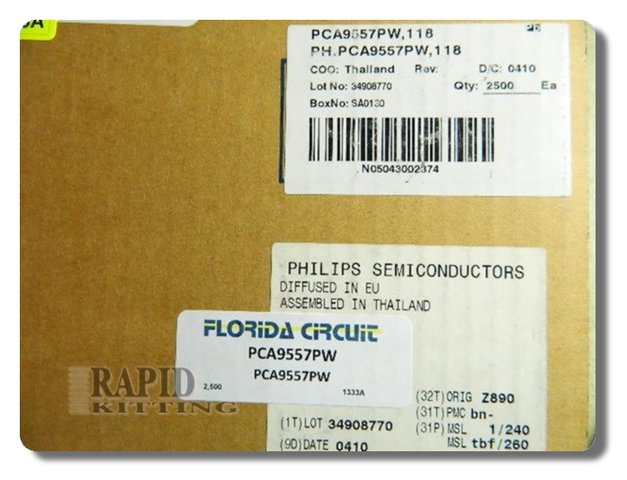 0A
P5
PCA9557PW,118
PH.PCA9557PW,118
COO: Thailand Rev: D/C: 0410
Lot No: 34908770 Qty: 2500 Ea
BoxNo: SA0130
N05043002374
PHILIPS SEMICONDUCTORS
DIFFUSED IN EU
ASSEMBLED IN THAILAND
FLORIDA CIRCUIT
PCA9557PW
PCA9557PW
2,500 1333A
RAPID
KITTING
(32T)ORIG Z890
(31T)PMC bn-
(1T)LOT 34908770 (31P)MSL 1/240
(9D)DATE 0410 MSL tbf/260